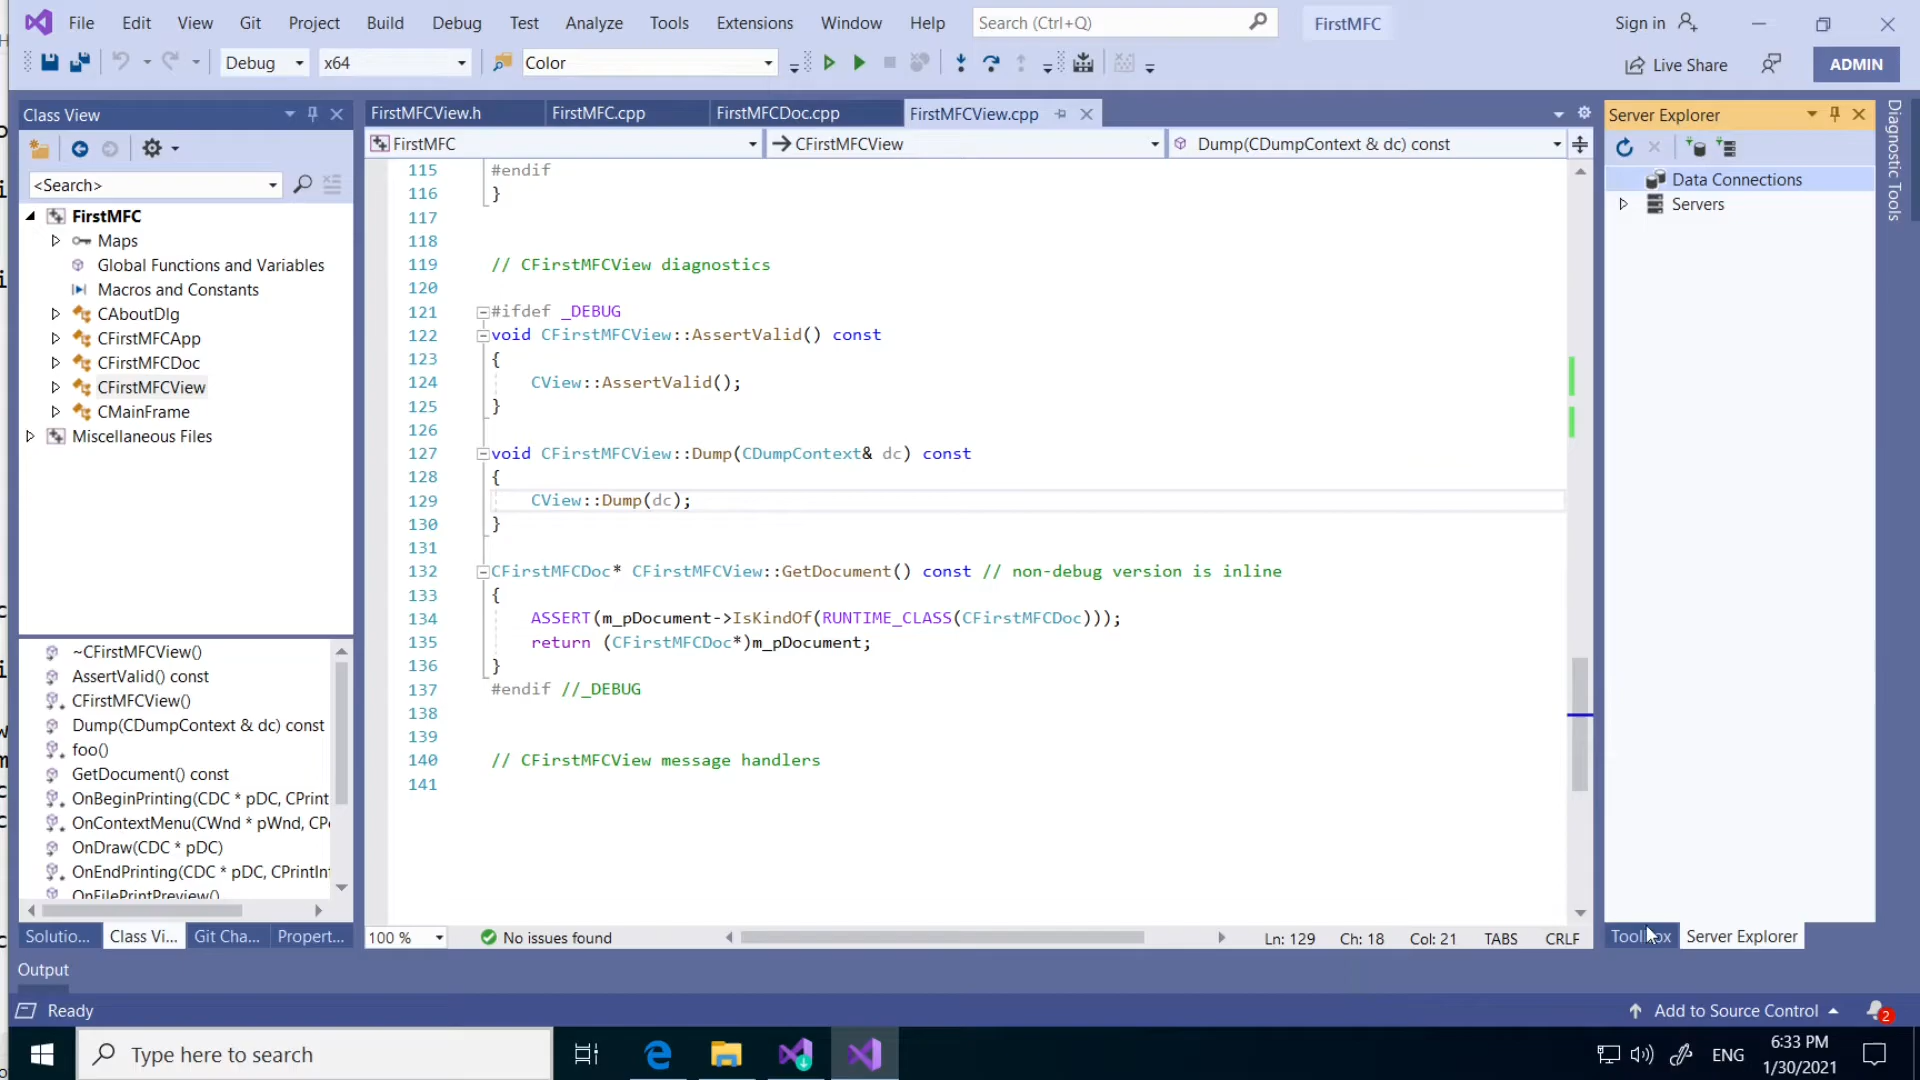 File Edit View Git Project Build Debug Test Analyze Tools Extensions Window Help Search (Ctrl+Q) FirstMFC Sign in
Debug x64 Color Live Share ADMIN
Class View
<Search>
FirstMFC
Maps
Global Functions and Variables
Macros and Constants
CAboutDlg
CFirstMFCApp
CFirstMFCDoc
CFirstMFCView
CMainFrame
Miscellaneous Files
~CFirstMFCView()
AssertValid() const
CFirstMFCView()
Dump(CDumpContext & dc) const
foo()
GetDocument() const
OnBeginPrinting(CDC * pDC, CPrint
OnContextMenu(CWnd * pWnd, CP
OnDraw(CDC * pDC)
OnEndPrinting(CDC * pDC, CPrintIn
OnFilePrintPreview()
Solutio... Class Vi... Git Cha... Propert...
FirstMFCView.h FirstMFC.cpp FirstMFCDoc.cpp FirstMFCView.cpp
FirstMFC CFirstMFCView Dump(CDumpContext & dc) const
115 #endif
116 }
117
118
119 // CFirstMFCView diagnostics
120
121 #ifdef _DEBUG
122 void CFirstMFCView::AssertValid() const
123 {
124 CView::AssertValid();
125 }
126
127 void CFirstMFCView::Dump(CDumpContext& dc) const
128 {
129 CView::Dump(dc);
130 }
131
132 CFirstMFCDoc* CFirstMFCView::GetDocument() const // non-debug version is inline
133 {
134 ASSERT(m_pDocument->IsKindOf(RUNTIME_CLASS(CFirstMFCDoc)));
135 return (CFirstMFCDoc*)m_pDocument;
136 }
137 #endif //_DEBUG
138
139
140 // CFirstMFCView message handlers
141
100 % No issues found Ln: 129 Ch: 18 Col: 21 TABS CRLF
Server Explorer
Data Connections
Servers
Toolbox Server Explorer
Diagnostic Tools
Output
Ready Add to Source Control 2
Type here to search ENG 6:33 PM
1/30/2021